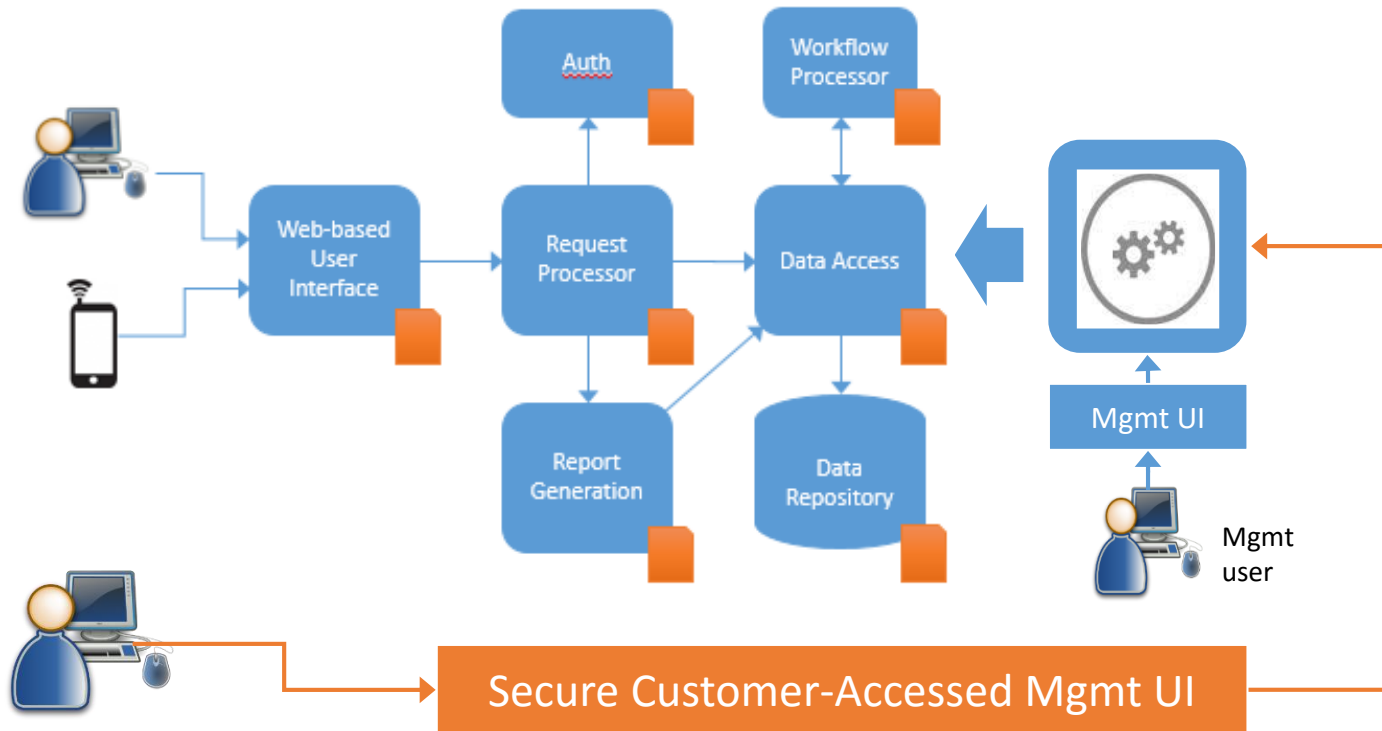 Auth
Workflow
Processor
Web-based
User
Interface
Request
Processor
Data Access
Mgmt UI
Report
Generation
Data
Repository
Mgmt
user
Secure Customer-Accessed Mgmt UI